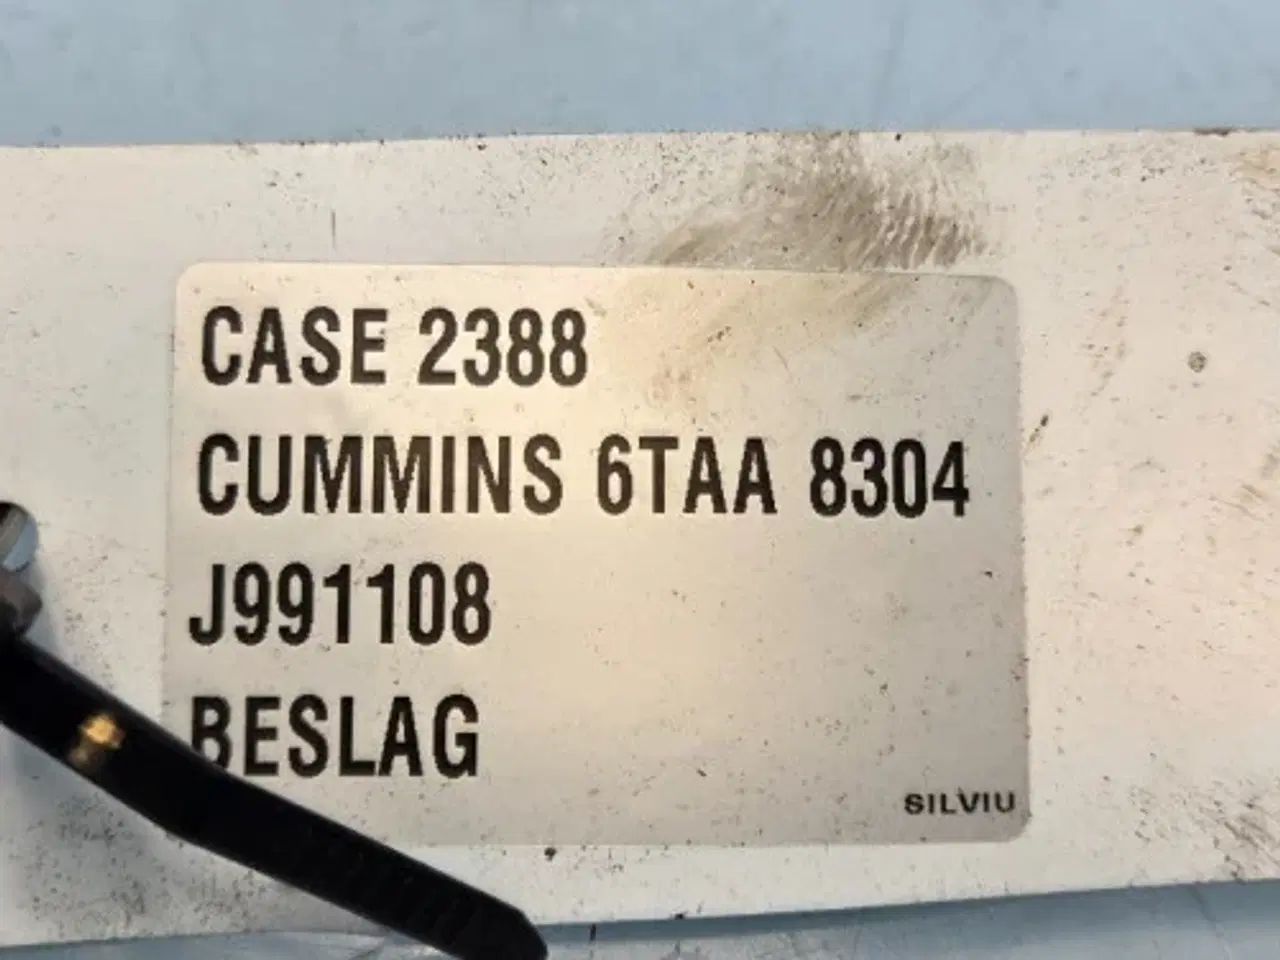 CASE 2388
CUMMINS 6TAA 8304
J991108
BESLAG
SILVIU